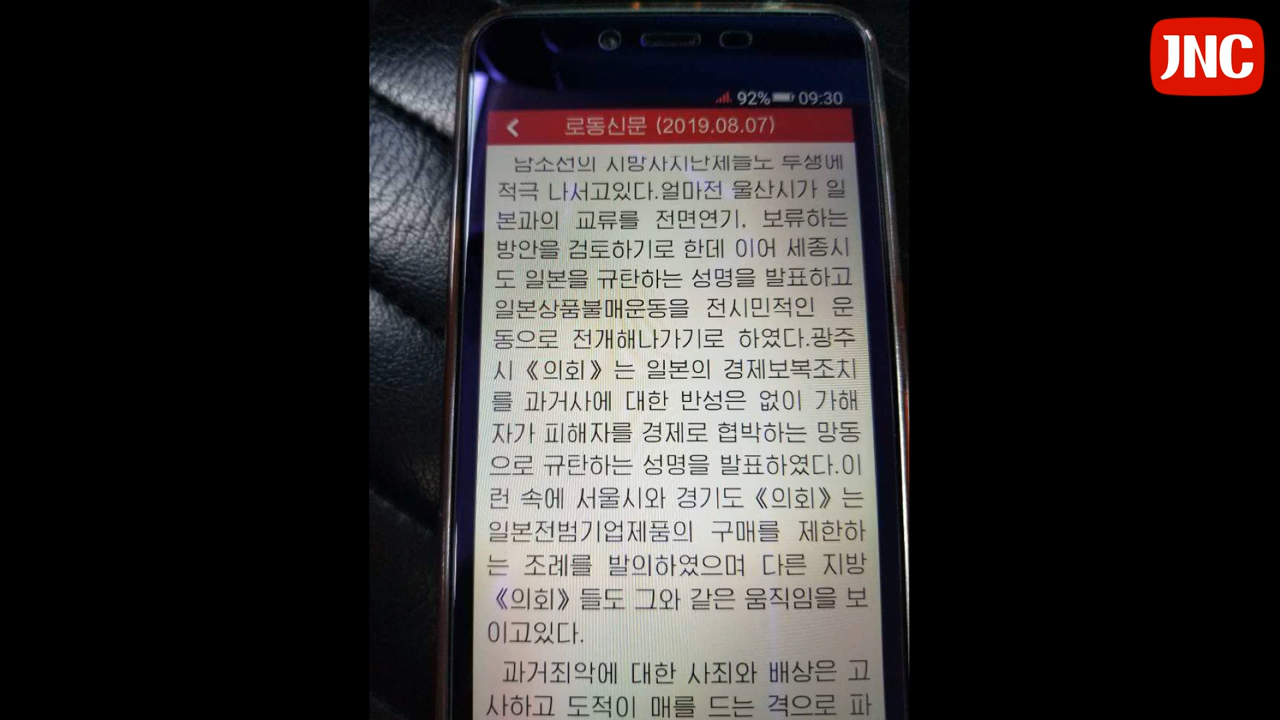 JNC
92% 09:30
로동신문 (2019.08.07)
남조선의 시망사지난체들도 투쟁에
적극 나서고있다.얼마전 울산시가 일
본과의 교류를 전면연기, 보류하는
방안을 검토하기로 한데 이어 세종시
도 일본을 규탄하는 성명을 발표하고
일본상품불매운동을 전시민적인 운
동으로 전개해나가기로 하였다.광주
시《의회》는 일본의 경제보복조치
를 과거사에 대한 반성은 없이 가해
자가 피해자를 경제로 협박하는 망동
으로 규탄하는 성명을 발표하였다.이
런 속에 서울시와 경기도《의회》는
일본전범기업제품의 구매를 제한하
는 조례를 발의하였으며 다른 지방
《의회》들도 그와 같은 움직임을 보
이고있다.
과거죄악에 대한 사죄와 배상은 고
사하고 도적이 매를 드는 격으로 파